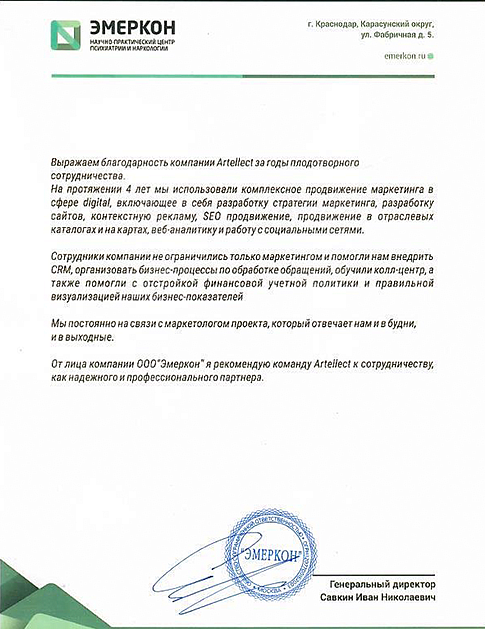 ЭМЕРКОН
НАУЧНО-ПРАКТИЧЕСКИЙ ЦЕНТР
ПСИХИАТРИИ И НАРКОЛОГИИ
г. Краснодар, Карасунский округ,
ул. Фабричная д. 5.
emerkon.ru
Выражаем благодарность компании Artellect за годы плодотворного
сотрудничества.
На протяжении 4 лет мы использовали комплексное продвижение маркетинга в
сфере digital, включающее в себя разработку стратегии маркетинга, разработку
сайтов, контекстную рекламу, SEO продвижение, продвижение в отраслевых
каталогах и на картах, веб-аналитику и работу с социальными сетями.
Сотрудники компании не ограничились только маркетингом и помогли нам внедрить
CRM, организовать бизнес-процессы по обработке обращений, обучили колл-центр, а
также помогли с отстройкой финансовой учетной политики и правильной
визуализацией наших бизнес-показателей
Мы постоянно на связи с маркетологом проекта, который отвечает нам и в будни,
и в выходные.
От лица компании ООО"Эмеркон" я рекомендую команду Artellect к сотрудничеству,
как надежного и профессионального партнера.
"ЭМЕРКОН"
МОСКВА
Генеральный директор
Савкин Иван Николаевич